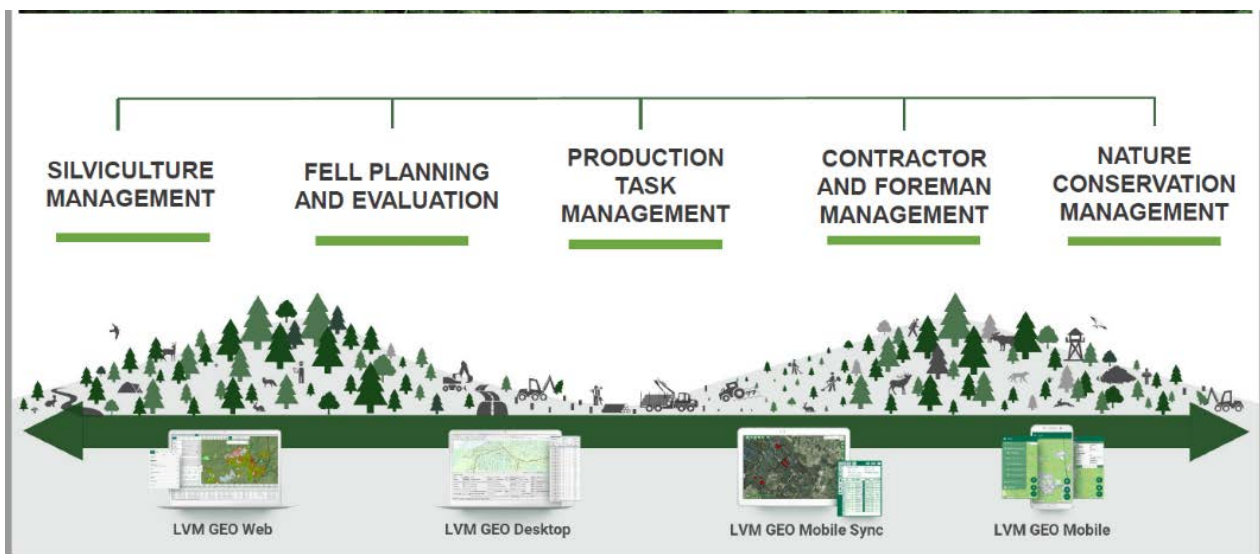 SILVICULTURE
MANAGEMENT
FELL PLANNING
AND EVALUATION
PRODUCTION
TASK
MANAGEMENT
CONTRACTOR
AND FOREMAN
MANAGEMENT
NATURE
CONSERVATION
MANAGEMENT
LVM GEO Web
LVM GEO Desktop
LVM GEO Mobile Sync
LVM GEO Mobile